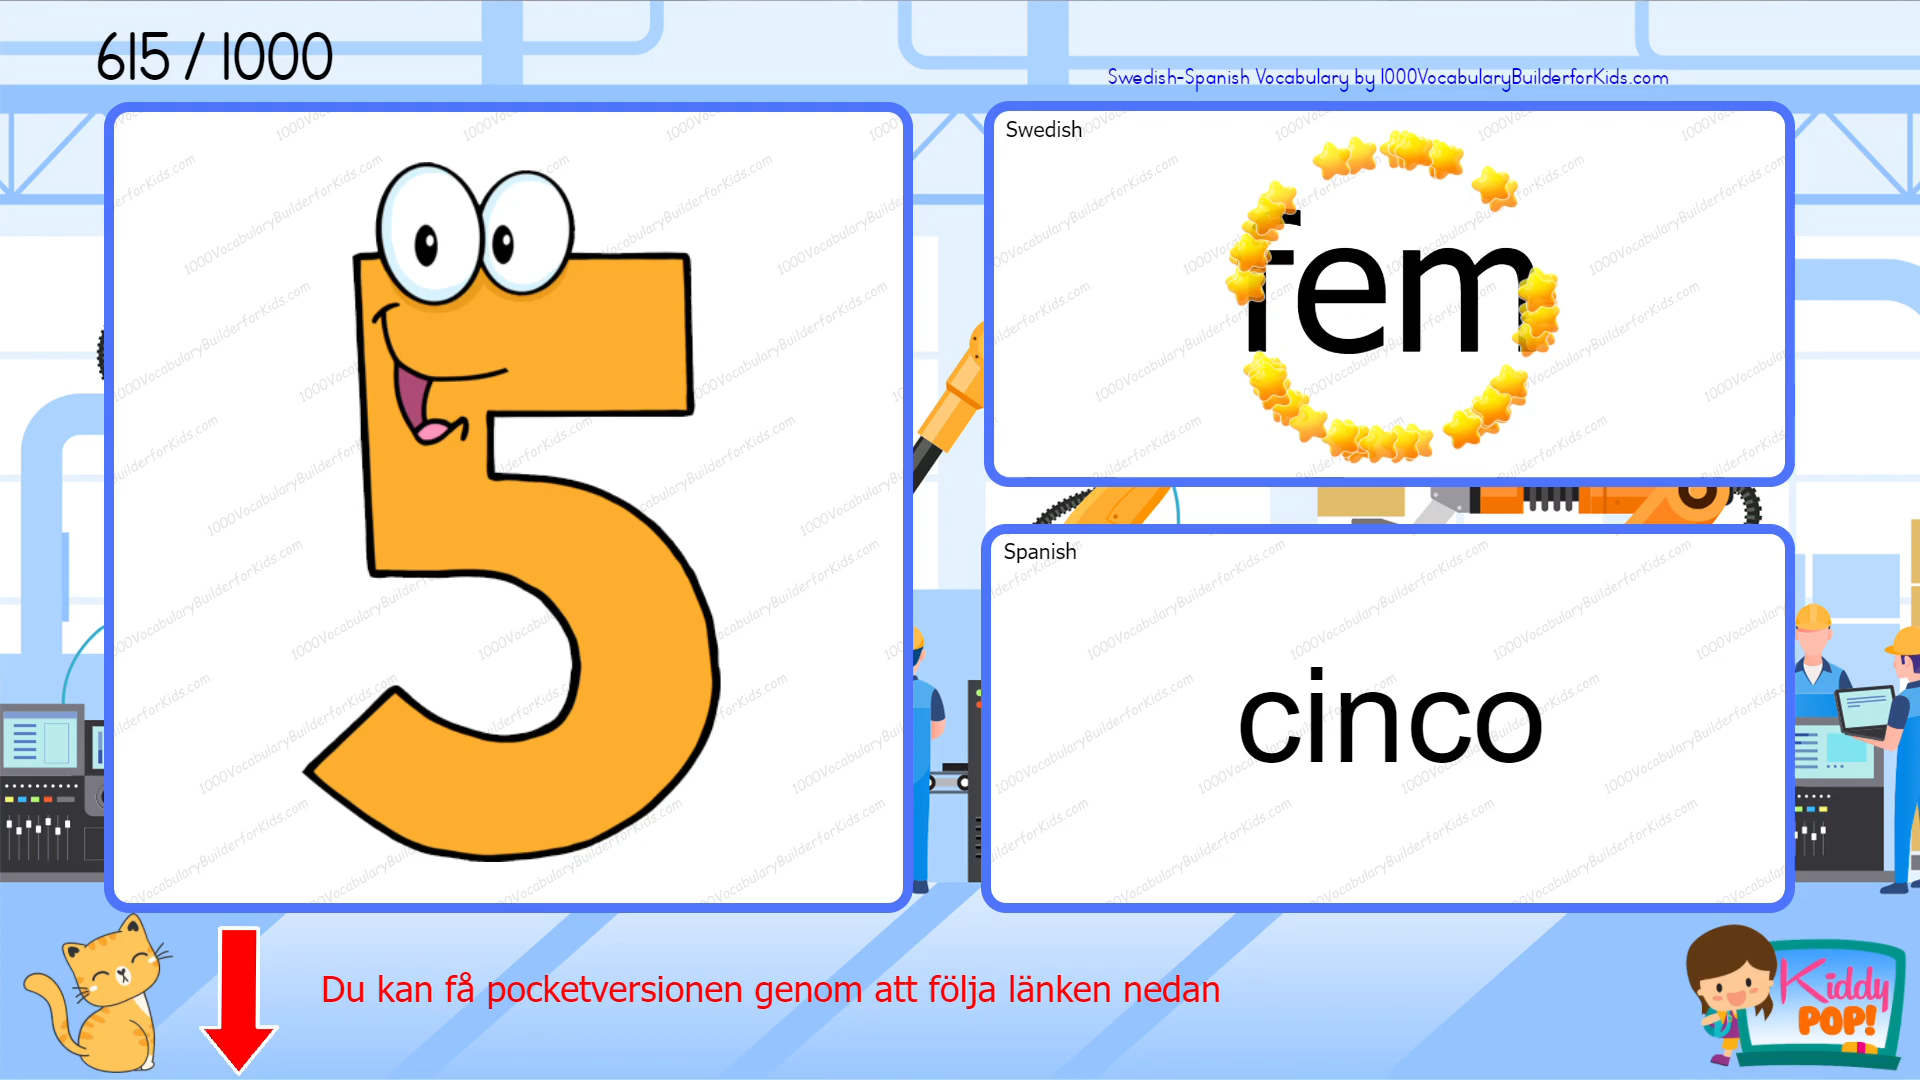 615 / 1000
Swedish-Spanish Vocabulary by 1000VocabularyBuilderforKids.com
Swedish
fem
Spanish
cinco
Du kan få pocketversionen genom att följa länken nedan
Kiddy
POP!